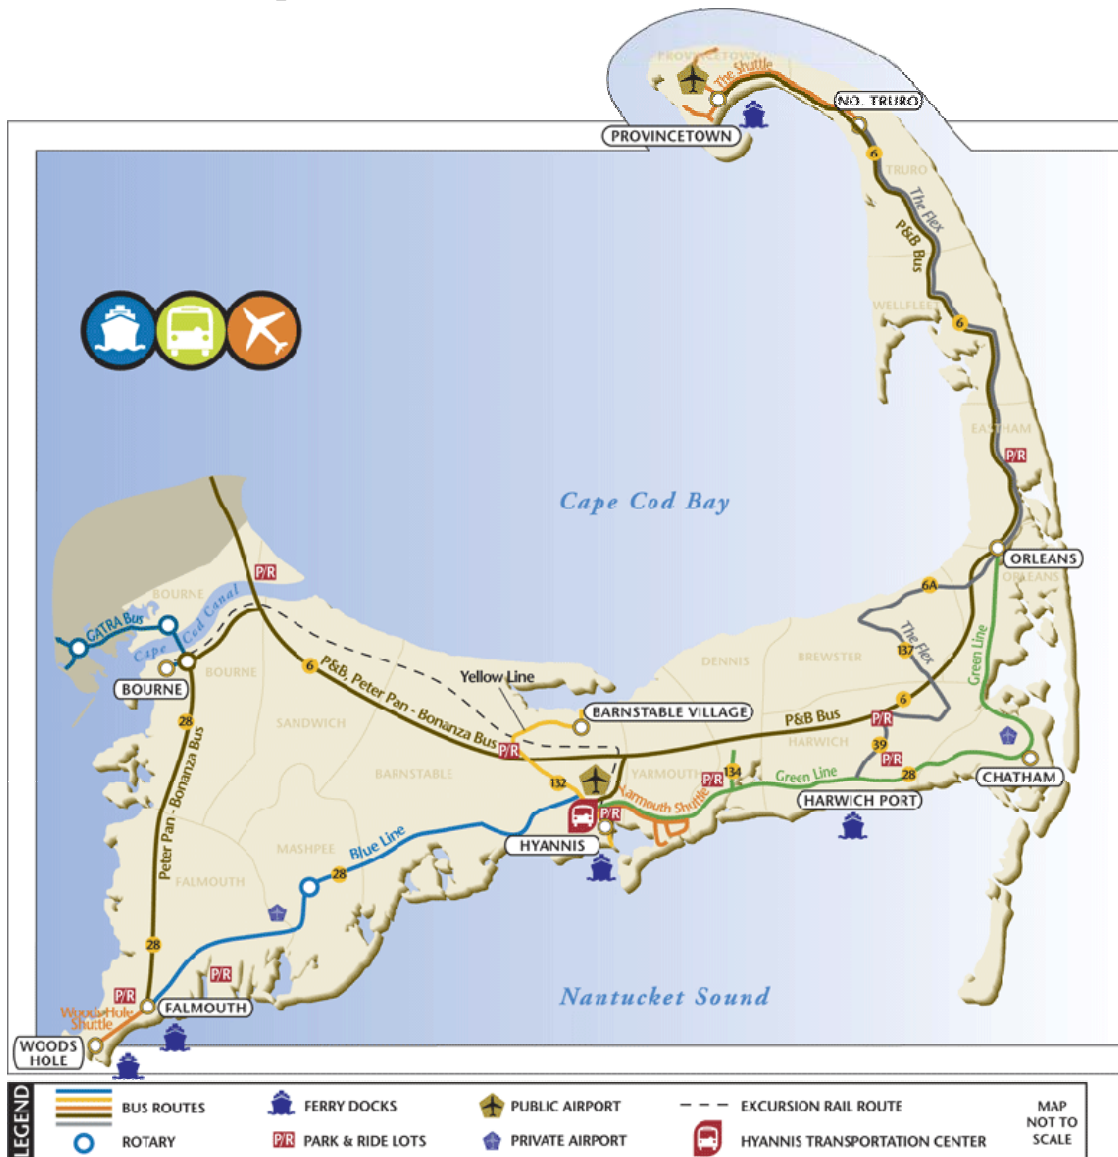 PROVINCETOWN
The Shuttle
NO. TRURO
PROVINCETOWN
6
TRURO
The Flex
P&B Bus
WELLFLEET
6
EASTHAM
P/R
Cape Cod Bay
ORLEANS
ORLEANS
P/R
BOURNE
Cape Cod Canal
GATRA Bus
6A
The Flex
137
Green Line
BOURNE
BOURNE
DENNIS
BREWSTER
6
P&B, Peter Pan - Bonanza Bus
Yellow Line
28
SANDWICH
BARNSTABLE VILLAGE
P&B Bus
6
P/R
HARWICH
39
P/R
P/R
BARNSTABLE
132
YARMOUTH
134
P/R
Green Line
28
CHATHAM
Yarmouth Shuttle
HARWICH PORT
P/R
HYANNIS
Peter Pan - Bonanza Bus
Blue Line
MASHPEE
28
FALMOUTH
28
P/R
P/R
Nantucket Sound
FALMOUTH
Woods Hole
Shuttle
WOODS
HOLE
LEGEND
BUS ROUTES
FERRY DOCKS
PUBLIC AIRPORT
EXCURSION RAIL ROUTE
MAP
NOT TO
SCALE
ROTARY
P/R
PARK & RIDE LOTS
PRIVATE AIRPORT
HYANNIS TRANSPORTATION CENTER